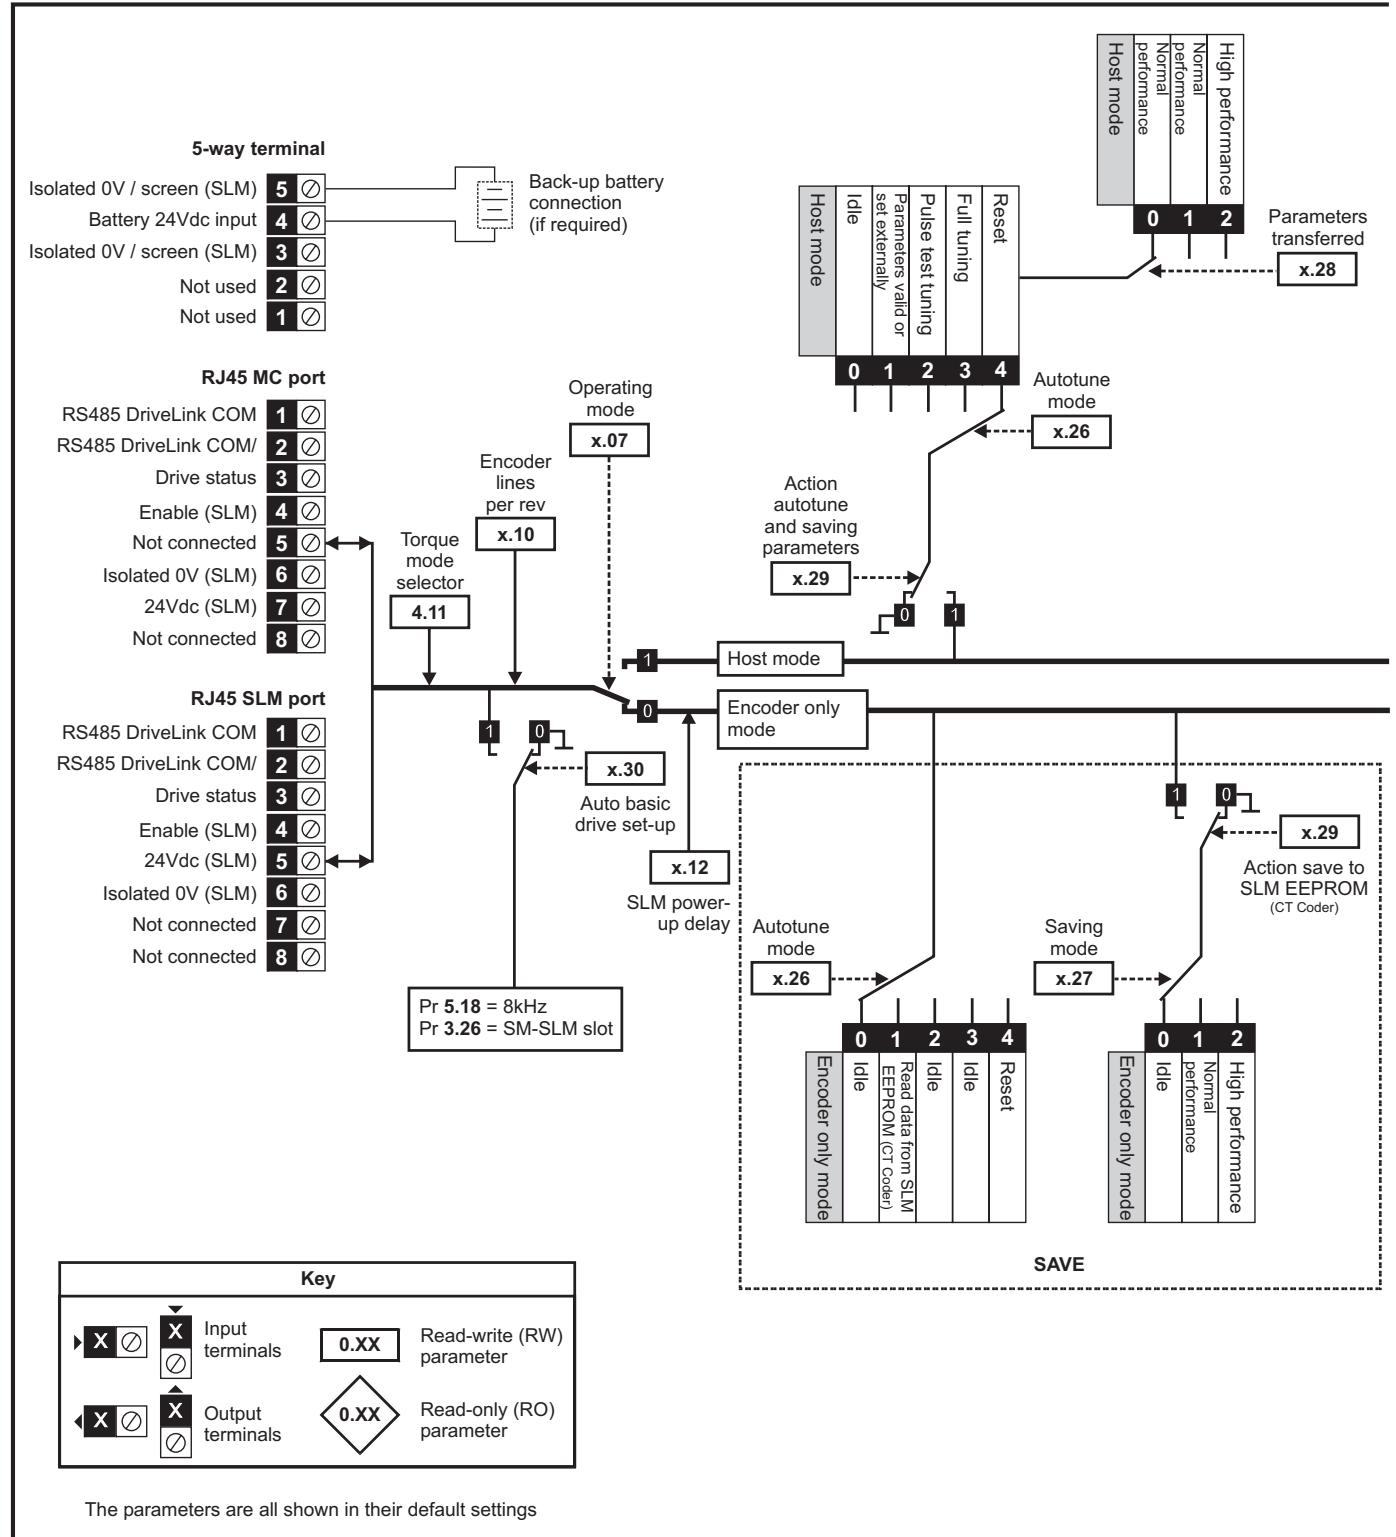 Host mode
Normal
performance
Normal
performance
High performance
0 1 2
Parameters
transferred
x.28
5-way terminal
Isolated 0V / screen (SLM) 5
Battery 24Vdc input 4
Isolated 0V / screen (SLM) 3
Not used 2
Not used 1
Back-up battery
connection
(if required)
Host mode
Idle
Parameters valid or
set externally
Pulse test tuning
Full tuning
Reset
0 1 2 3 4
Autotune
mode
x.26
RJ45 MC port
RS485 DriveLink COM 1
RS485 DriveLink COM/ 2
Drive status 3
Enable (SLM) 4
Not connected 5
Isolated 0V (SLM) 6
24Vdc (SLM) 7
Not connected 8
Operating
mode
x.07
Encoder
lines
per rev
x.10
Torque
mode
selector
4.11
Action
autotune
and saving
parameters
x.29
0 1
1 Host mode
0 Encoder only
mode
RJ45 SLM port
RS485 DriveLink COM 1
RS485 DriveLink COM/ 2
Drive status 3
Enable (SLM) 4
24Vdc (SLM) 5
Isolated 0V (SLM) 6
Not connected 7
Not connected 8
1 0
x.30
Auto basic
drive set-up
x.12
SLM power-
up delay
Pr 5.18 = 8kHz
Pr 3.26 = SM-SLM slot
1 0
x.29
Action save to
SLM EEPROM
(CT Coder)
Autotune
mode
x.26
Saving
mode
x.27
0 1 2 3 4
Encoder only mode
Idle
Read data from SLM
EEPROM (CT Coder)
Idle
Idle
Reset
0 1 2
Encoder only mode
Idle
Normal
performance
High performance
SAVE
Key
X
X
Input
terminals
0.XX
Read-write (RW)
parameter
X
X
Output
terminals
0.XX
Read-only (RO)
parameter
The parameters are all shown in their default settings